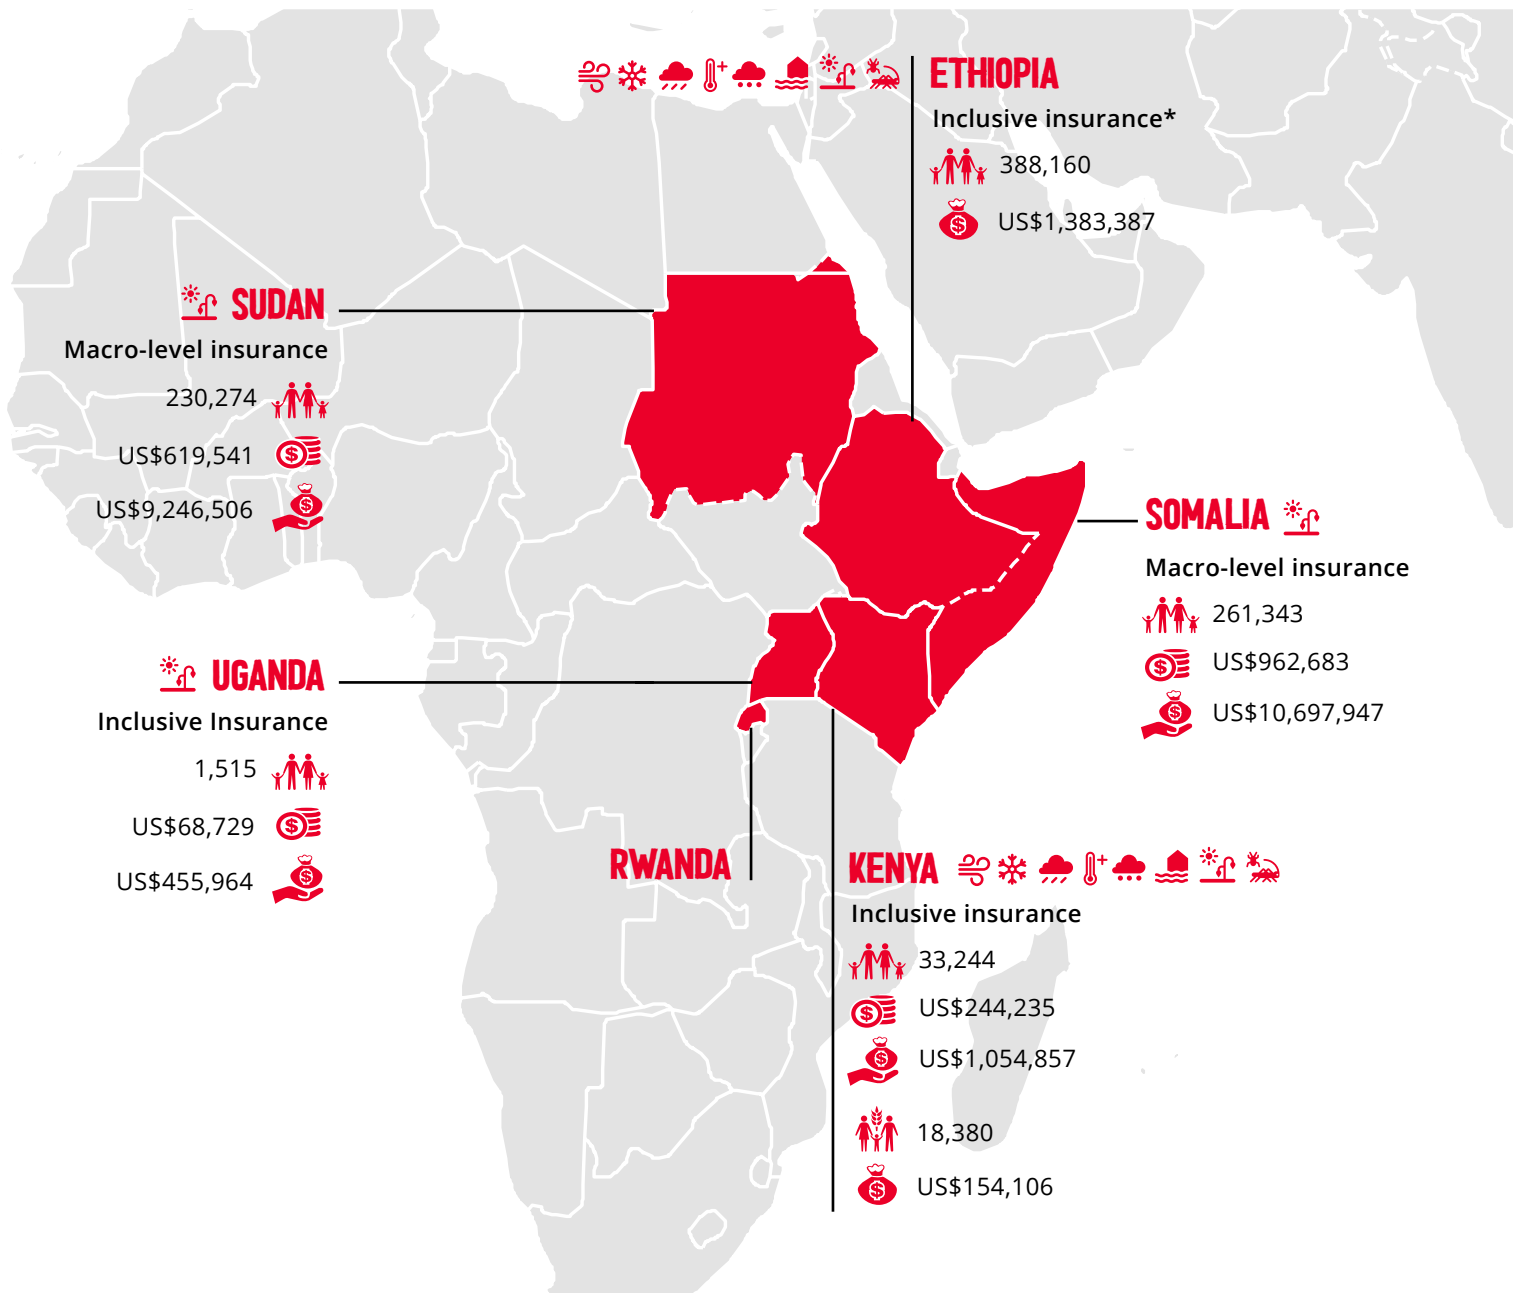 ETHIOPIA
Inclusive insurance*
388,160
US$1,383,387
SUDAN
Macro-level insurance
230,274
US$619,541
US$9,246,506
SOMALIA
Macro-level insurance
261,343
US$962,683
US$10,697,947
UGANDA
Inclusive Insurance
1,515
US$68,729
US$455,964
RWANDA
KENYA
Inclusive insurance
33,244
US$244,235
US$1,054,857
18,380
US$154,106